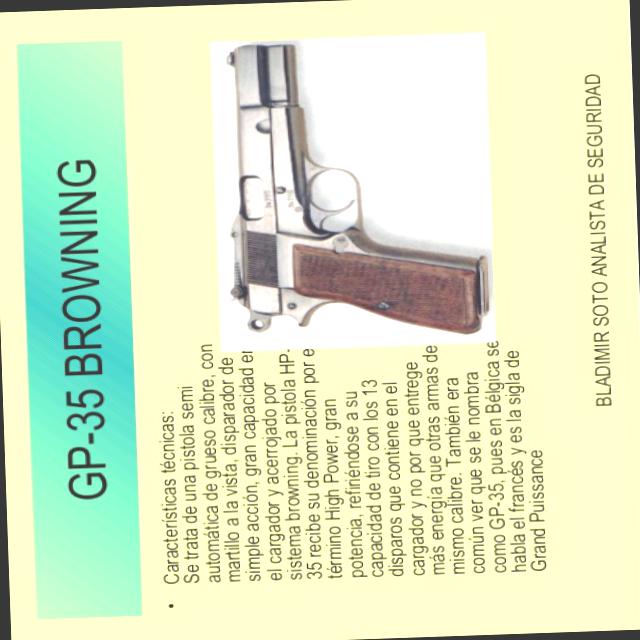 GP-35 BROWNING
• Características técnicas:
Se trata de una pistola semi
automática de grueso calibre, con
martillo a la vista, disparador de
simple acción, gran capacidad en
el cargador y acerrojado por
sistema browning. La pistola HP-
35 recibe su denominación por e
término High Power, gran
potencia, refiriéndose a su
capacidad de tiro con los 13
disparos que contiene en el
cargador y no por que entrege
más energía que otras armas de
mismo calibre. También era
común ver que se le nombra
como GP-35, pues en Bélgica se
habla el francés y es la sigla de
Grand Puissance
BLADIMIR SOTO ANALISTA DE SEGURIDAD